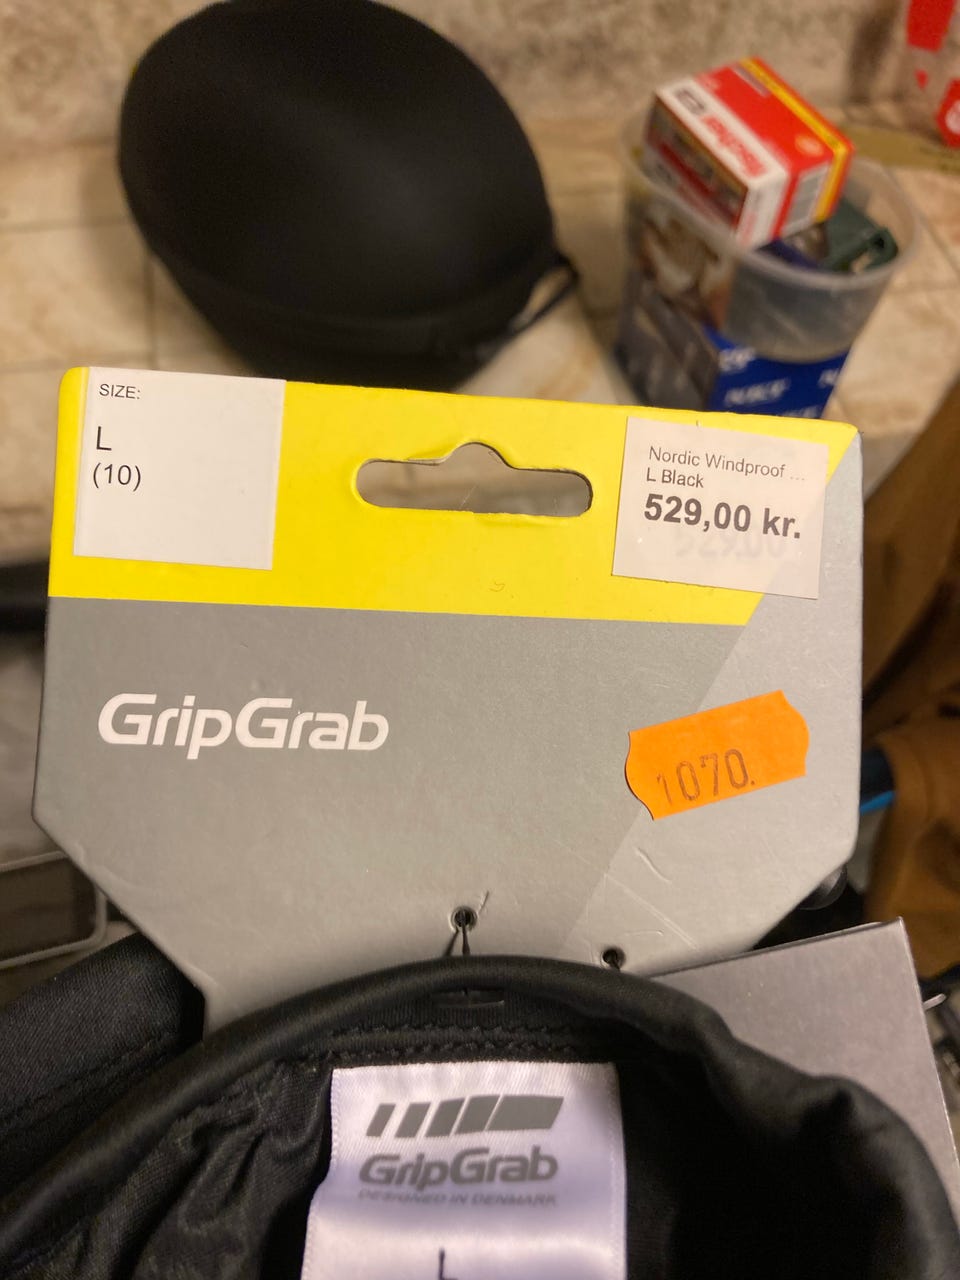 SIZE:
L
(10)
Nordic Windproof ...
L Black
529,00 kr.
GripGrab
1070.
GripGrab
DESIGNED IN DENMARK
L